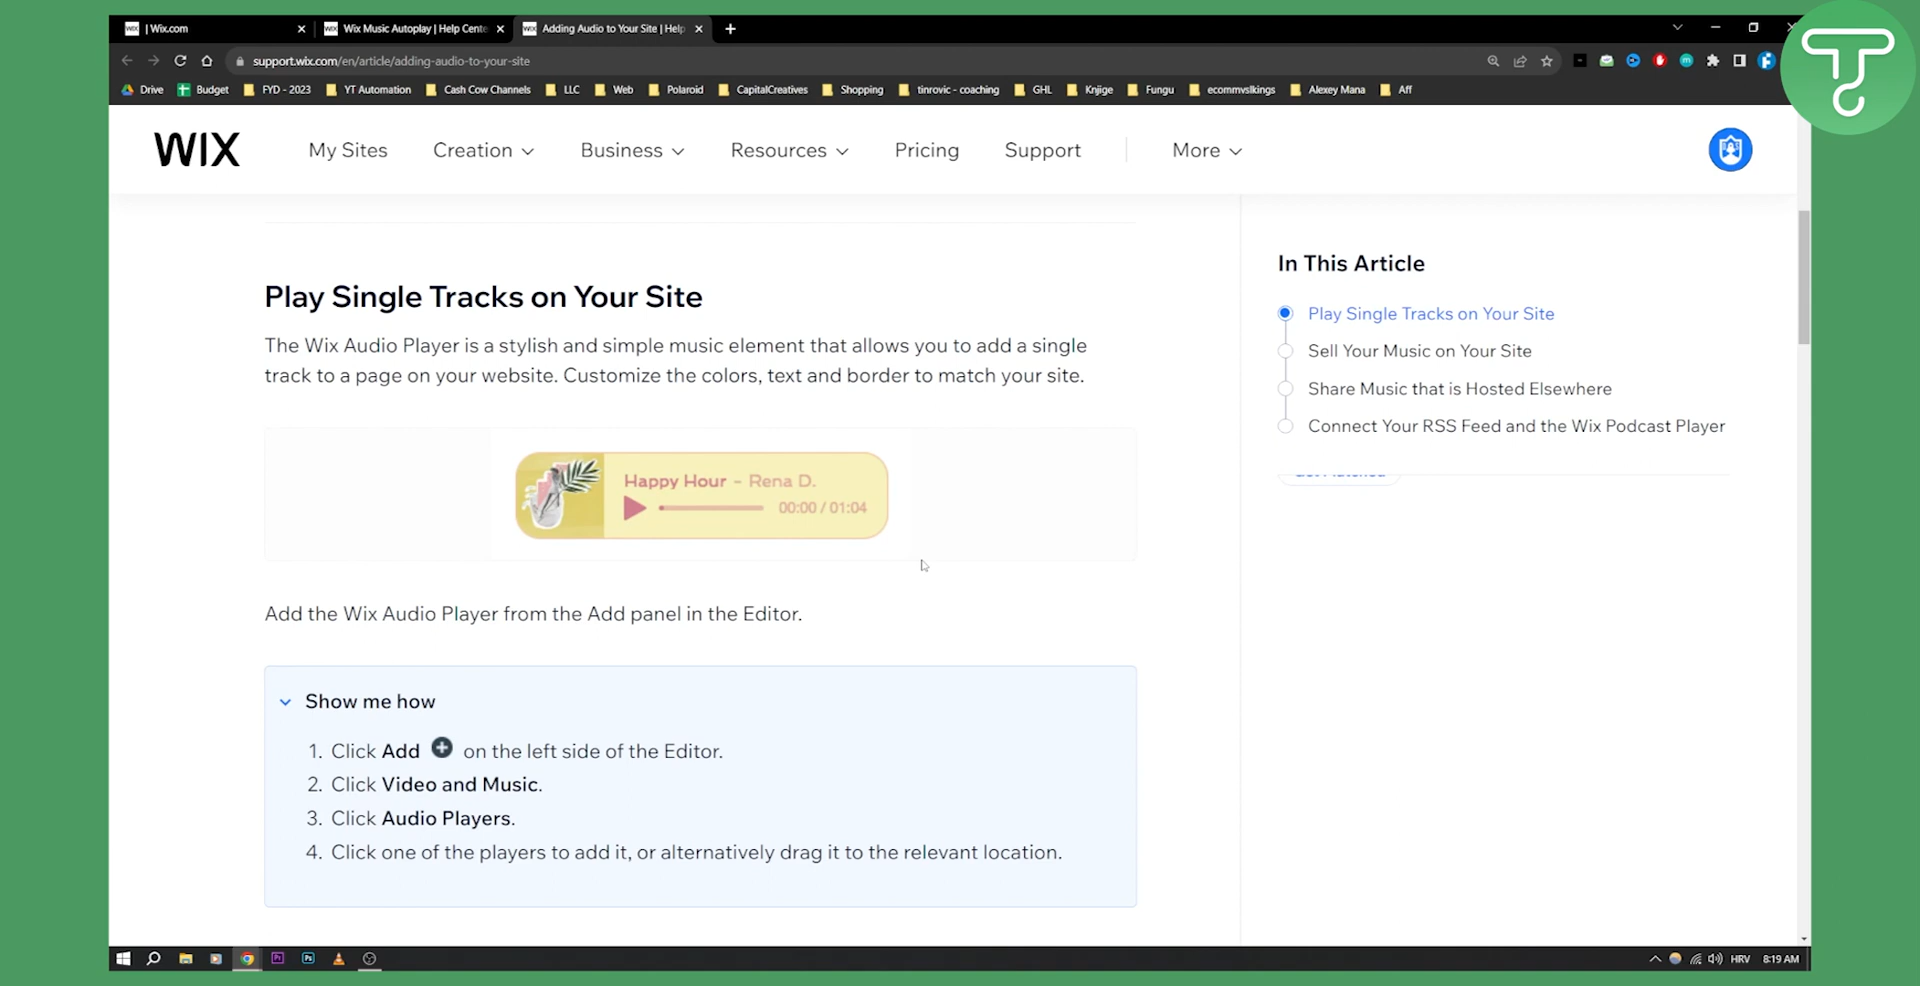 WiX | Wix.com
WiX Wix Music Autoplay | Help Cente
WiX Adding Audio to Your Site | Help
support.wix.com/en/article/adding-audio-to-your-site
Drive Budget FYD - 2023 YT Automation Cash Cow Channels LLC Web Polaroid CapitalCreatives Shopping tinrovic - coaching GHL Knjige Fungu ecommvslkings Alexey Mana Aff
WIX My Sites Creation Business Resources Pricing Support More
Play Single Tracks on Your Site
The Wix Audio Player is a stylish and simple music element that allows you to add a single
track to a page on your website. Customize the colors, text and border to match your site.
Happy Hour - Rena D.
00:00 / 01:04
Add the Wix Audio Player from the Add panel in the Editor.
Show me how
1. Click Add on the left side of the Editor.
2. Click Video and Music.
3. Click Audio Players.
4. Click one of the players to add it, or alternatively drag it to the relevant location.
In This Article
Play Single Tracks on Your Site
Sell Your Music on Your Site
Share Music that is Hosted Elsewhere
Connect Your RSS Feed and the Wix Podcast Player
HRV 8:19 AM